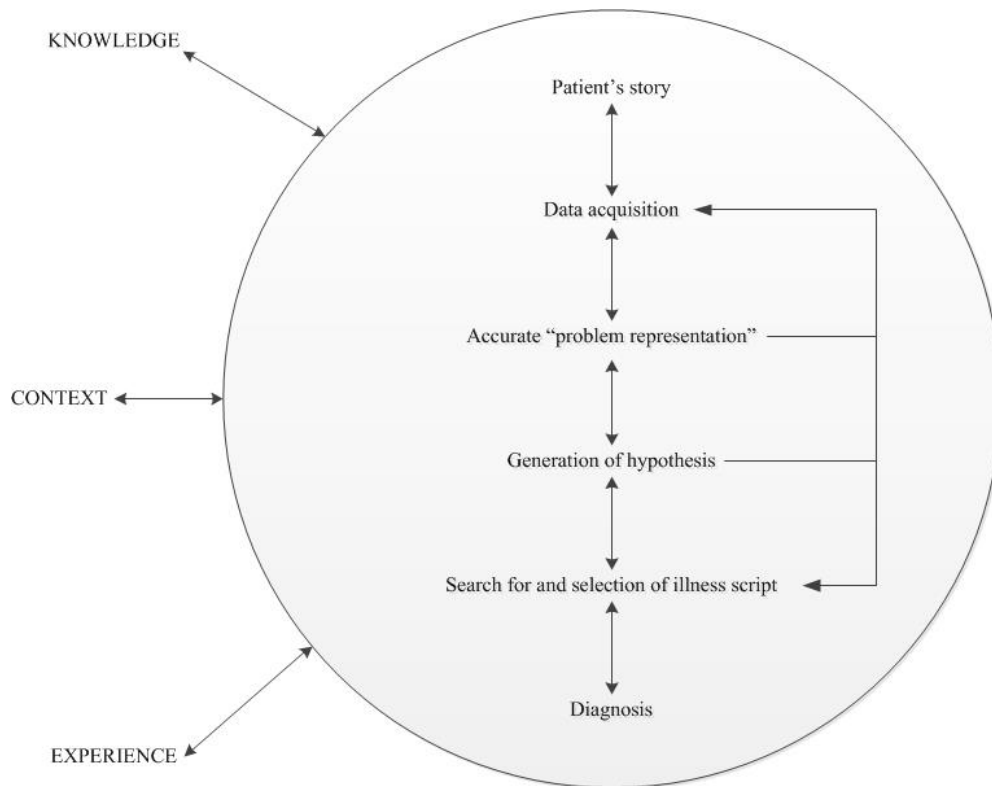 KNOWLEDGE
Patient’s story
Data acquisition
Accurate “problem representation”
CONTEXT
Generation of hypothesis
Search for and selection of illness script
Diagnosis
EXPERIENCE